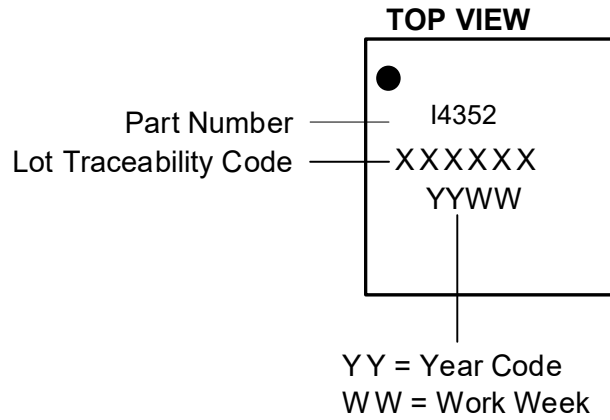 TOP VIEW
Part Number
I4352
Lot Traceability Code
XXXXXX
YYWW
YY = Year Code
WW = Work Week